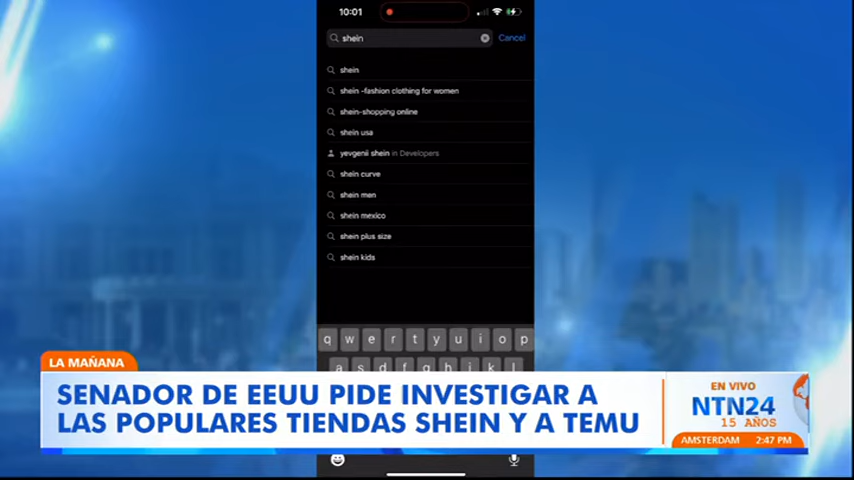 10:01
shein
Cancel
shein
shein -fashion clothing for women
shein-shopping online
shein usa
yevgenii shein in Developers
shein curve
shein men
shein mexico
shein plus size
shein kids
q w e r t y u i o p
a s d f g h j k l
LA MAÑANA
SENADOR DE EEUU PIDE INVESTIGAR A
LAS POPULARES TIENDAS SHEIN Y A TEMU
EN VIVO
NTN24
15 AÑOS
AMSTERDAM 2:47 PM